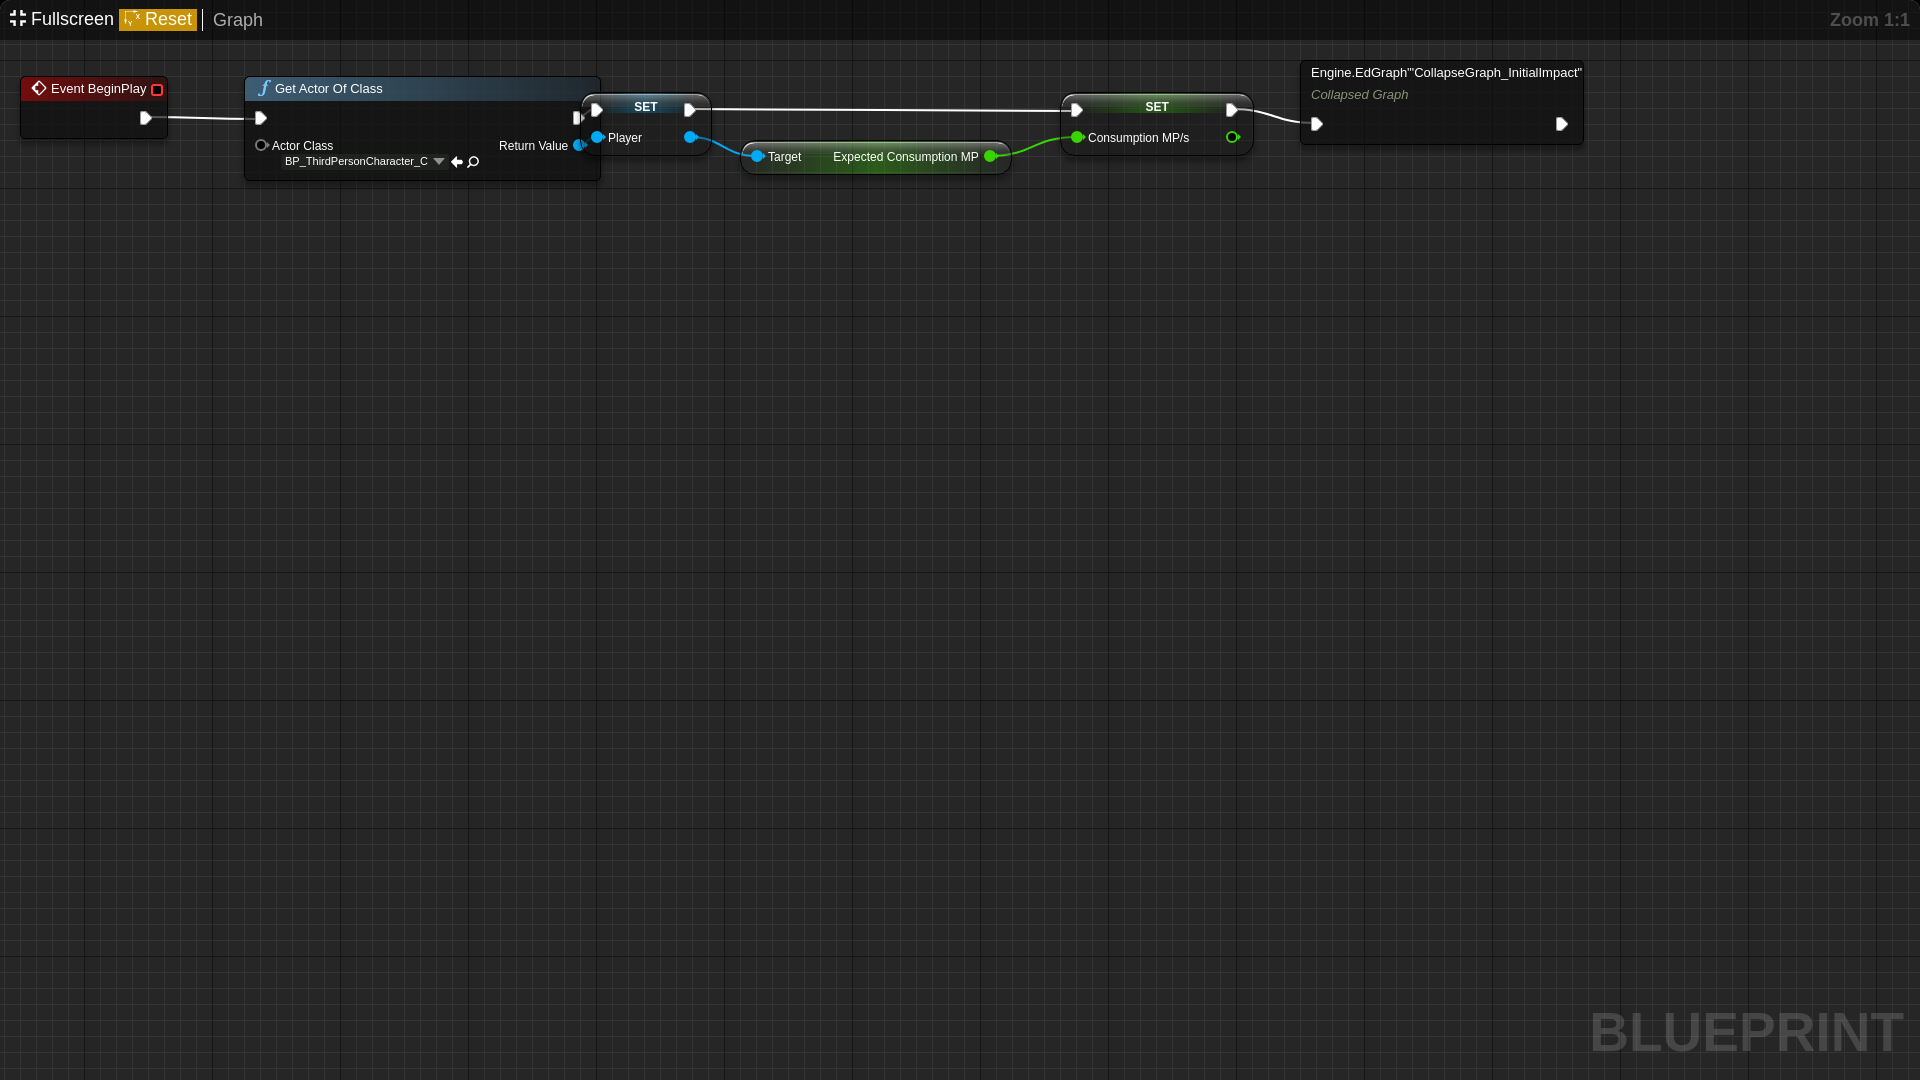 Fullscreen Reset Graph Zoom 1:1
Event BeginPlay
Get Actor Of Class
Actor Class
BP_ThirdPersonCharacter_C
Return Value
SET
Player
Target Expected Consumption MP
SET
Consumption MP/s
Engine.EdGraph'"CollapseGraph_InitialImpact"
Collapsed Graph
BLUEPRINT